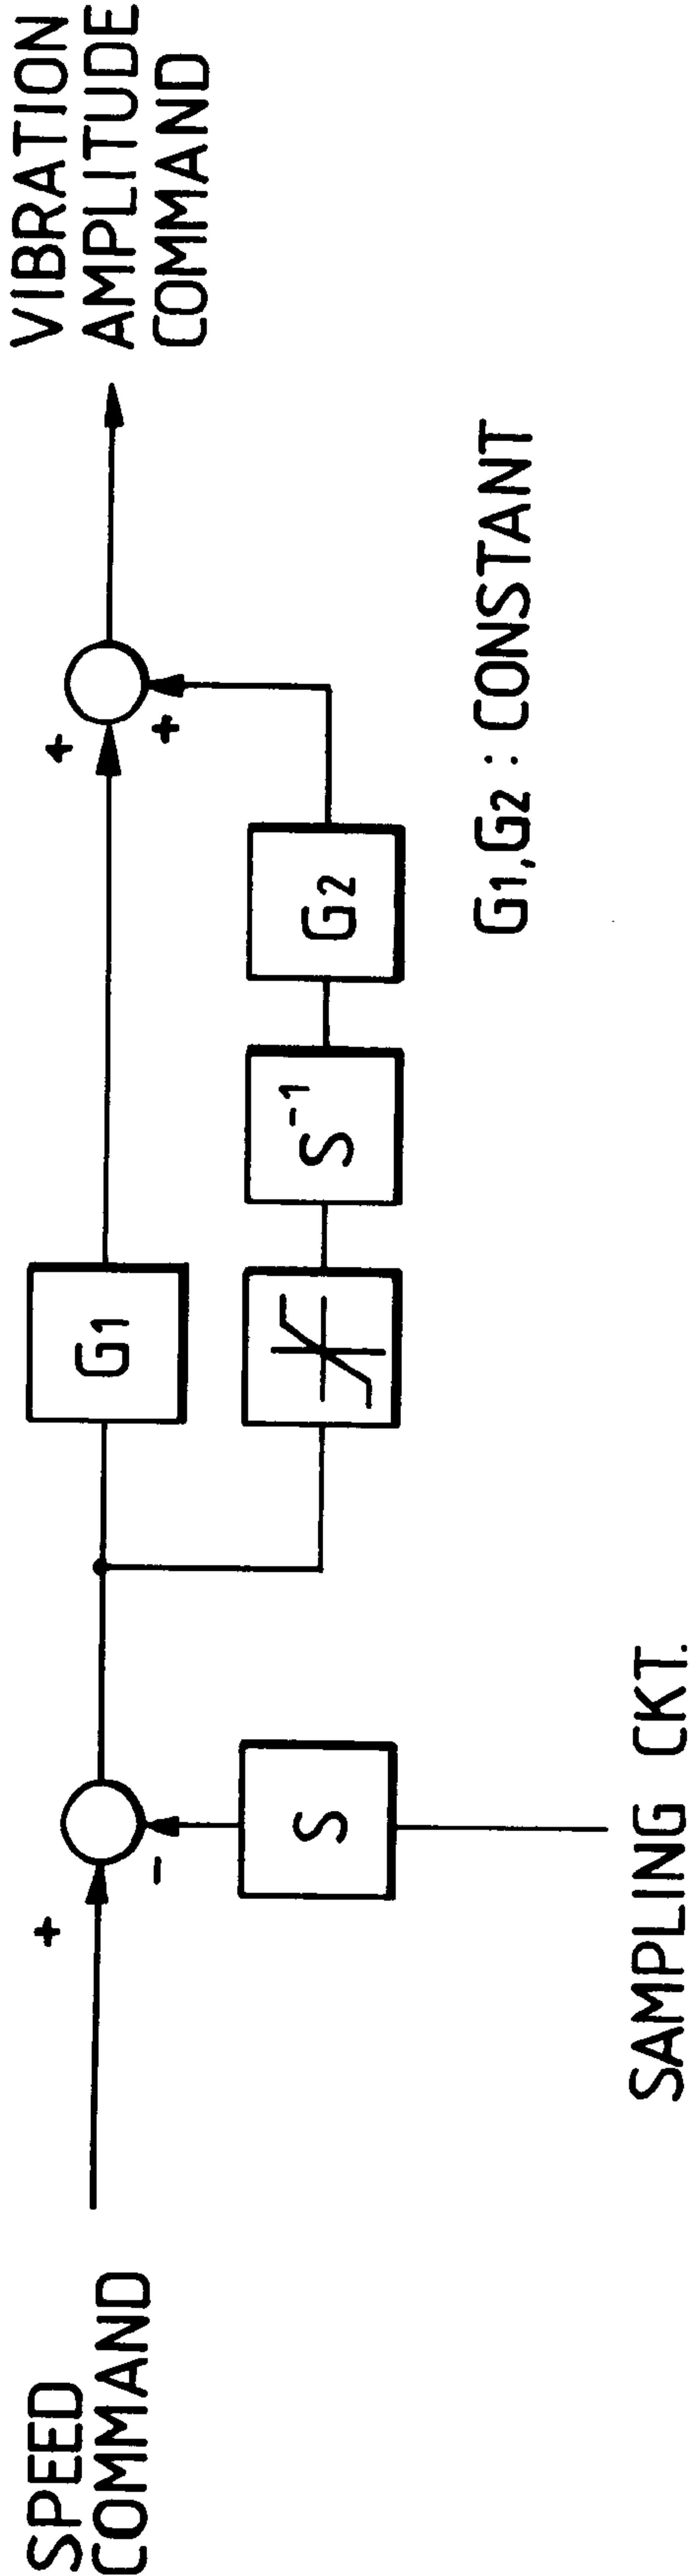 SPEED
COMMAND
+
-
S
SAMPLING CKT.
G1
S-1
G2
+
+
G1,G2 : CONSTANT
VIBRATION
AMPLITUDE
COMMAND